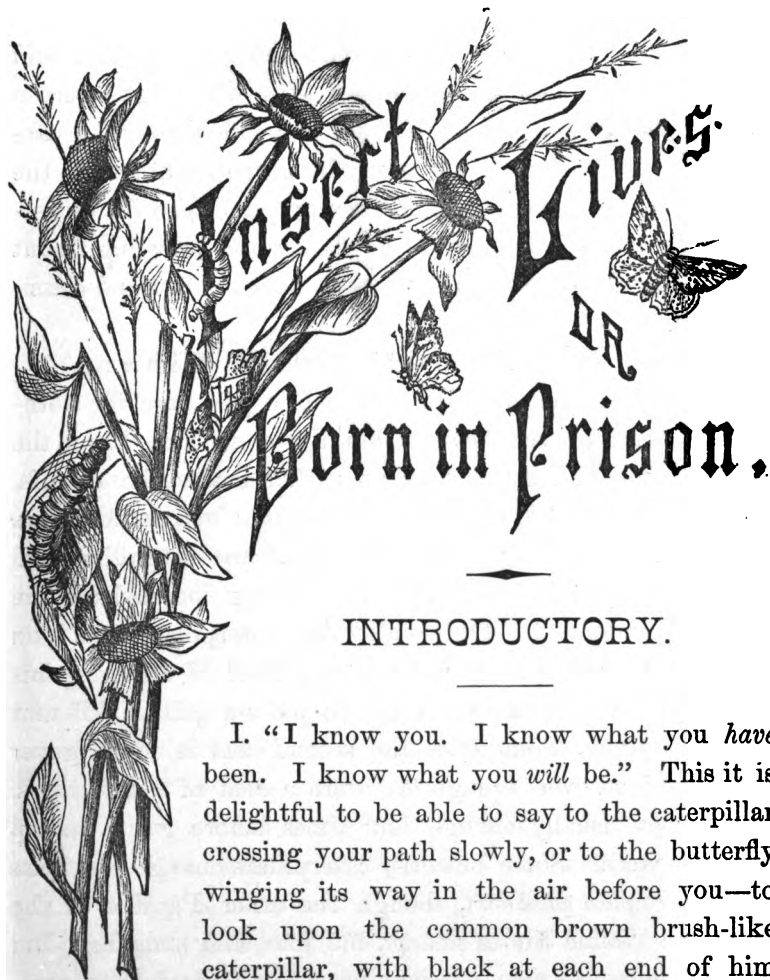 Insect Lives.
OR
Born in Prison.
INTRODUCTORY.
I. “I know you. I know what you have
been. I know what you will be.” This it is
delightful to be able to say to the caterpillar
crossing your path slowly, or to the butterfly
winging its way in the air before you—to
look upon the common brown brush-like
caterpillar, with black at each end of him